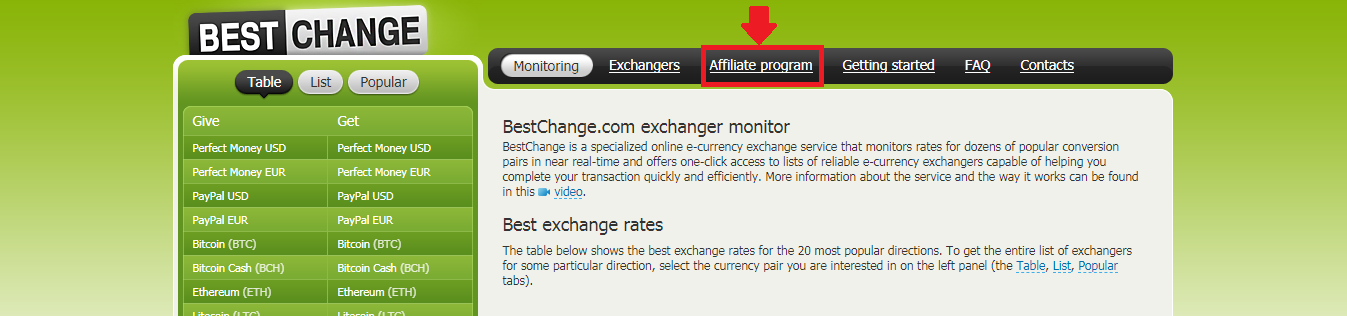 BEST CHANGE
Monitoring Exchangers Affiliate program Getting started FAQ Contacts
Table List Popular
Give Get
Perfect Money USD Perfect Money USD
Perfect Money EUR Perfect Money EUR
PayPal USD PayPal USD
PayPal EUR PayPal EUR
Bitcoin (BTC) Bitcoin (BTC)
Bitcoin Cash (BCH) Bitcoin Cash (BCH)
Ethereum (ETH) Ethereum (ETH)
Litecoin (LTC) Litecoin (LTC)
BestChange.com exchanger monitor
BestChange is a specialized online e-currency exchange service that monitors rates for dozens of popular conversion
pairs in near real-time and offers one-click access to lists of reliable e-currency exchangers capable of helping you
complete your transaction quickly and efficiently. More information about the service and the way it works can be found
in this video.
Best exchange rates
The table below shows the best exchange rates for the 20 most popular directions. To get the entire list of exchangers
for some particular direction, select the currency pair you are interested in on the left panel (the Table, List, Popular
tabs).